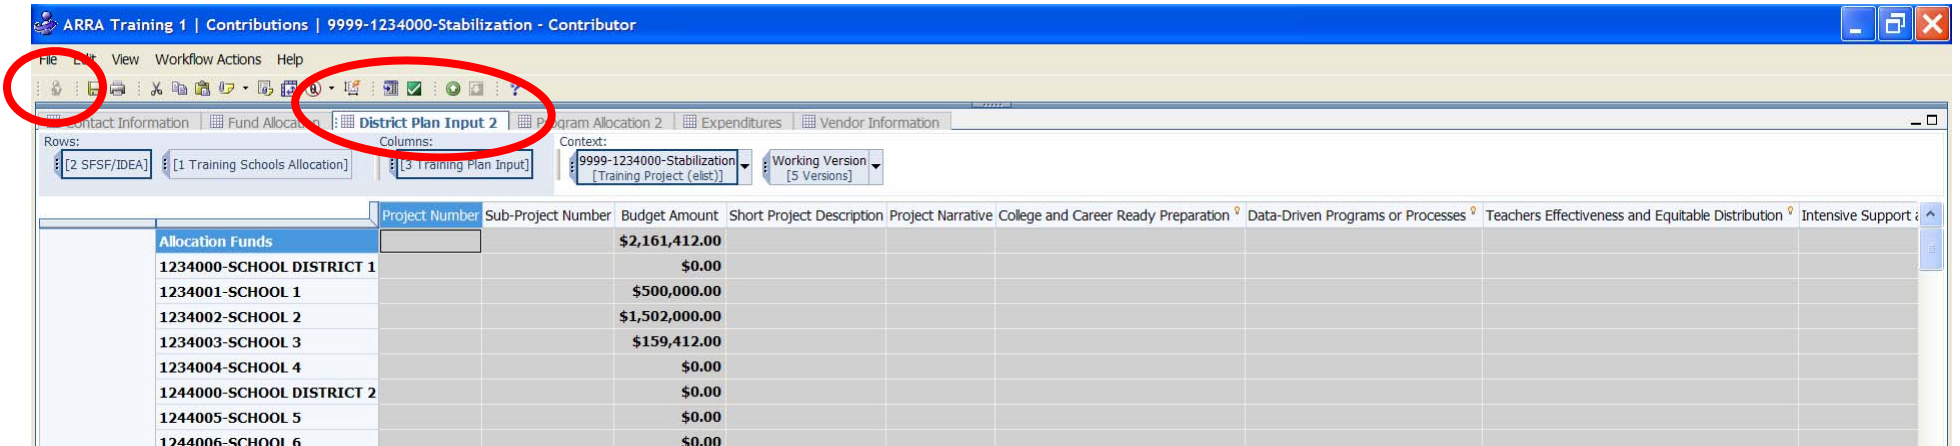 ARRA Training 1 | Contributions | 9999-1234000-Stabilization - Contributor
File Edit View Workflow Actions Help
Contact Information Fund Allocation District Plan Input 2 Program Allocation 2 Expenditures Vendor Information
Rows: Columns: Context:
[2 SFSF/IDEA] [1 Training Schools Allocation] [3 Training Plan Input] 9999-1234000-Stabilization [Training Project (elist)] Working Version [5 Versions]
Project Number Sub-Project Number Budget Amount Short Project Description Project Narrative College and Career Ready Preparation Data-Driven Programs or Processes Teachers Effectiveness and Equitable Distribution Intensive Support
Allocation Funds $2,161,412.00
1234000-SCHOOL DISTRICT 1 $0.00
1234001-SCHOOL 1 $500,000.00
1234002-SCHOOL 2 $1,502,000.00
1234003-SCHOOL 3 $159,412.00
1234004-SCHOOL 4 $0.00
1244000-SCHOOL DISTRICT 2 $0.00
1244005-SCHOOL 5 $0.00
1244006-SCHOOL 6 $0.00